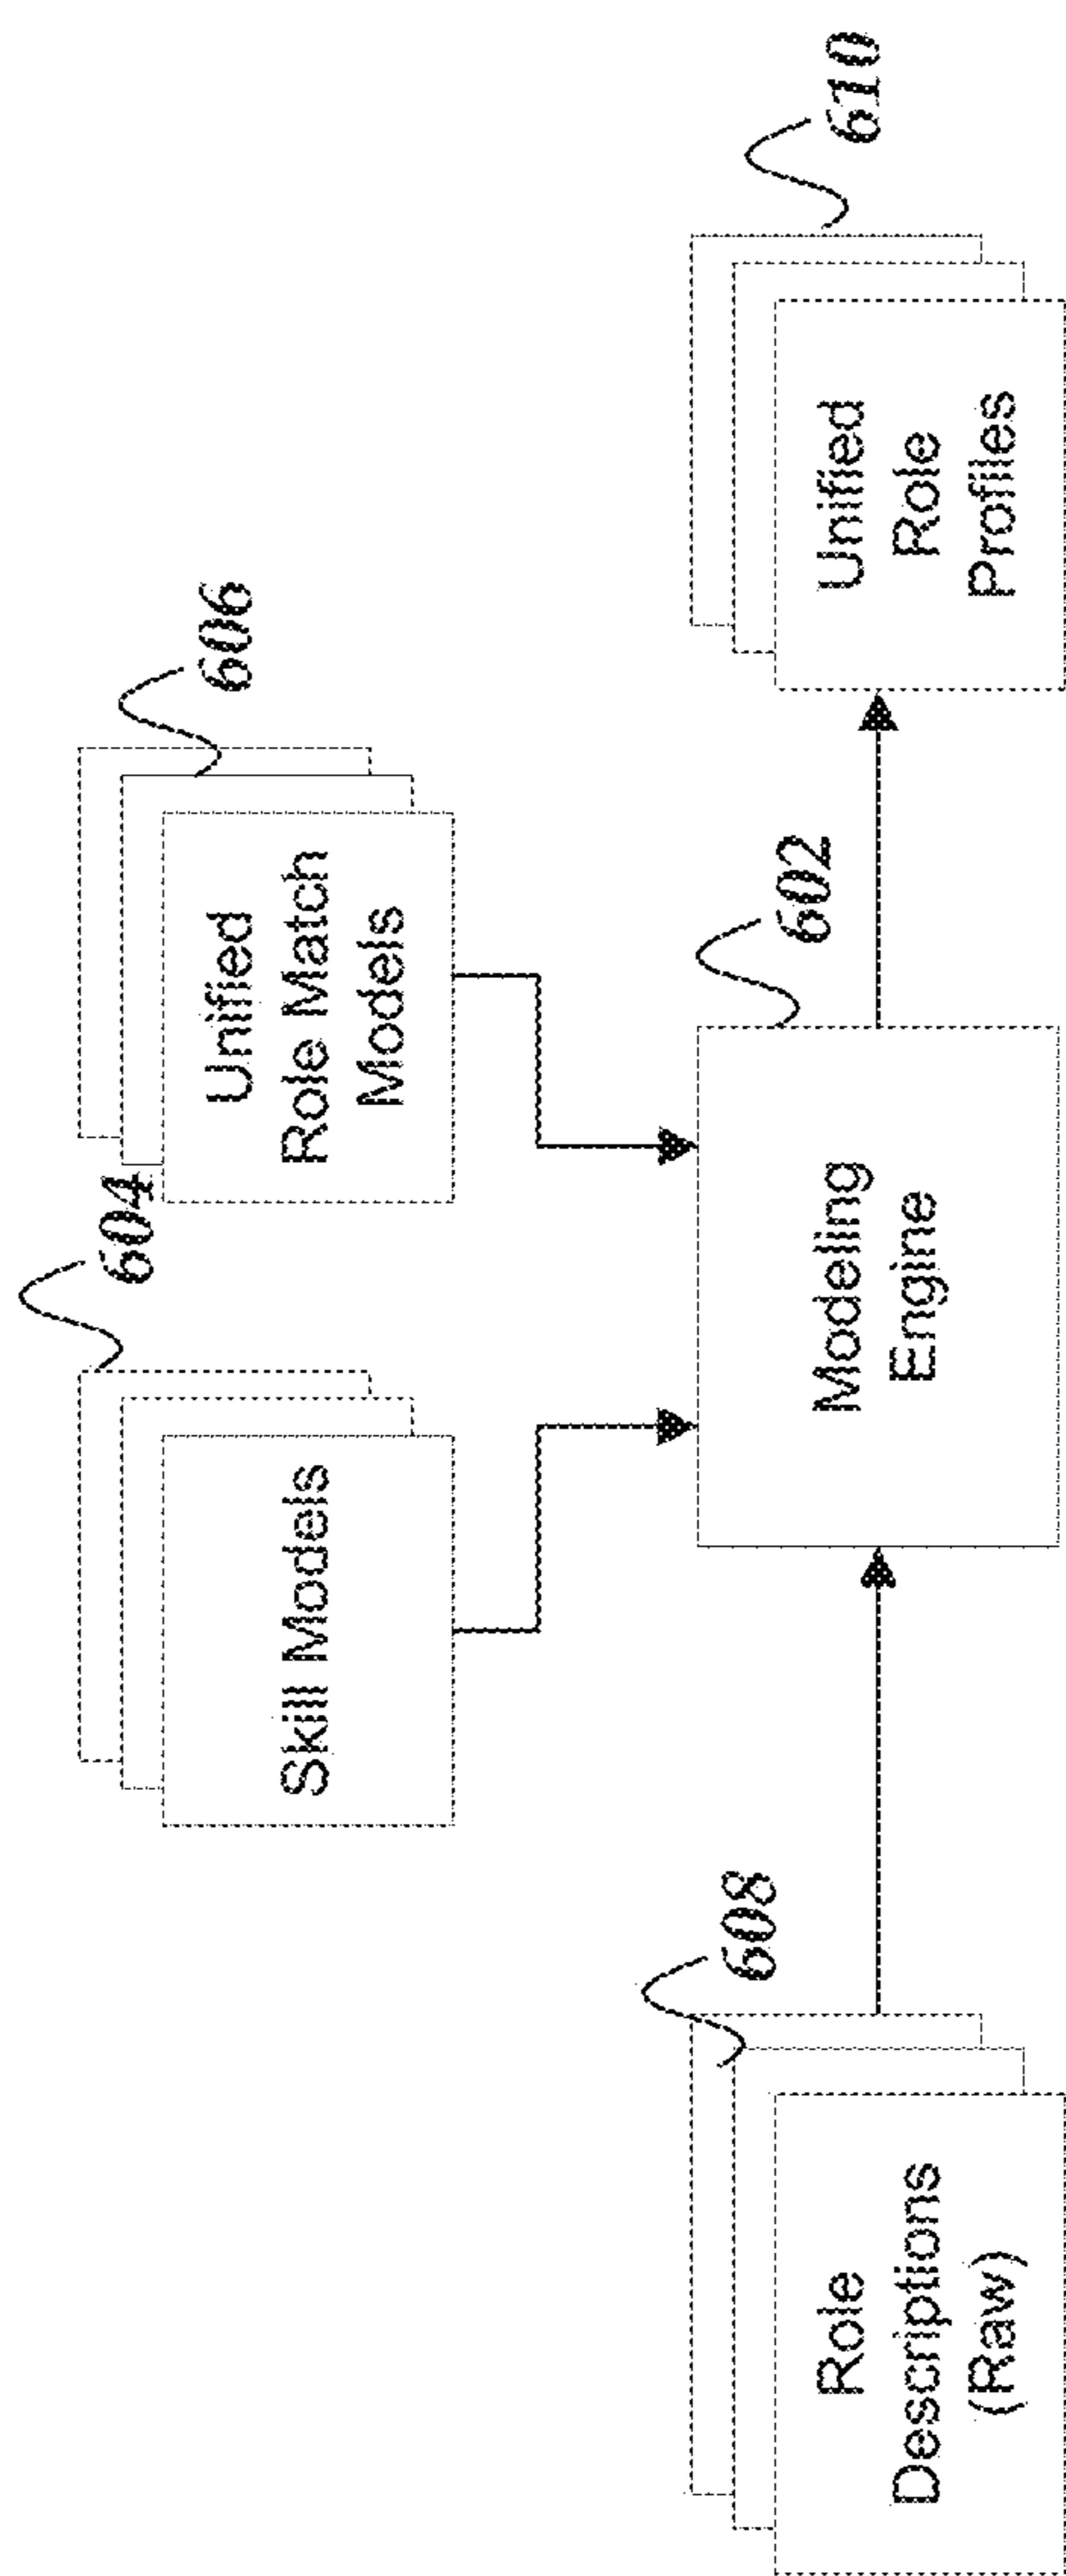 604
606
Skill Models
Unified
Role Match
Models
608
602
610
Role
Descriptions
(Raw)
Modeling
Engine
Unified
Role
Profiles